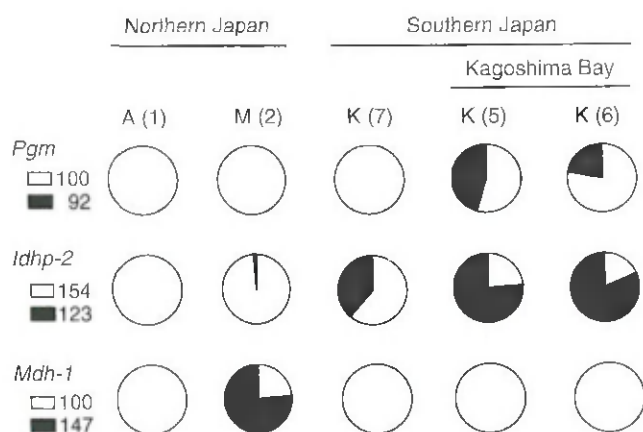 Northern Japan Southern Japan
Kagoshima Bay
A (1) M (2) K (7) K (5) K (6)
Pgm
100
92
Idhp-2
154
123
Mdh-1
100
147